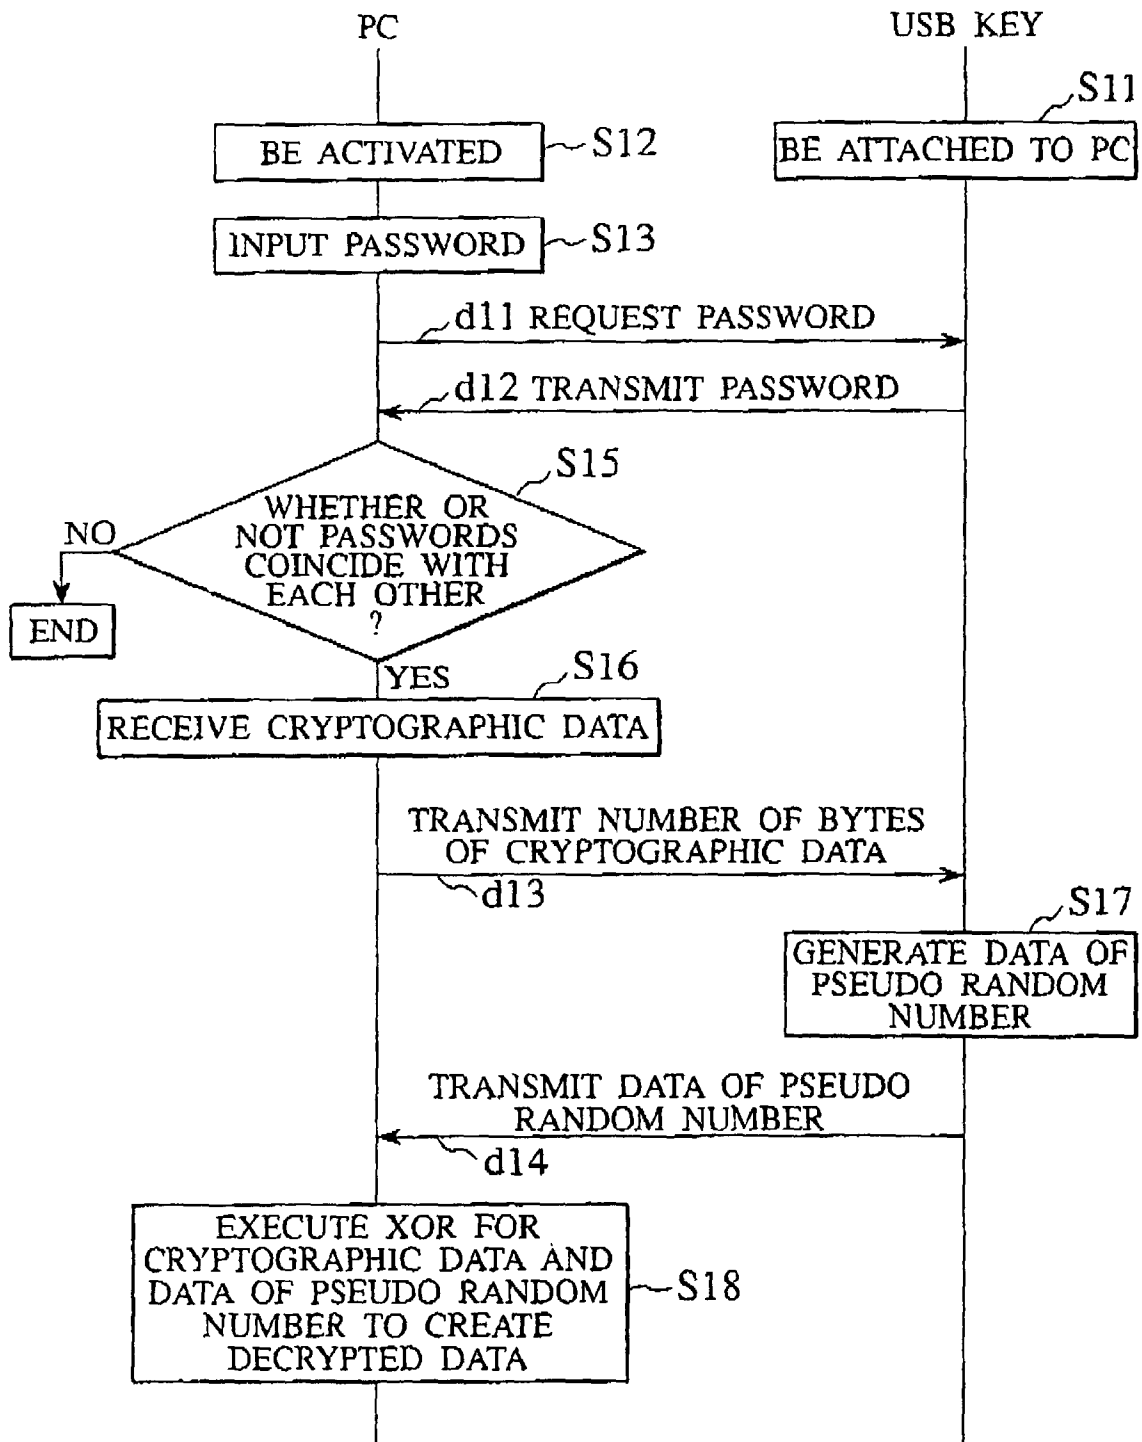 PC
USB KEY
S11
BE ACTIVATED
S12
BE ATTACHED TO PC
INPUT PASSWORD
S13
d11 REQUEST PASSWORD
d12 TRANSMIT PASSWORD
S15
WHETHER OR
NOT PASSWORDS
COINCIDE WITH
EACH OTHER
?
NO
END
YES
S16
RECEIVE CRYPTOGRAPHIC DATA
TRANSMIT NUMBER OF BYTES
OF CRYPTOGRAPHIC DATA
d13
S17
GENERATE DATA OF
PSEUDO RANDOM
NUMBER
TRANSMIT DATA OF PSEUDO
RANDOM NUMBER
d14
EXECUTE XOR FOR
CRYPTOGRAPHIC DATA AND
DATA OF PSEUDO RANDOM
NUMBER TO CREATE
DECRYPTED DATA
S18